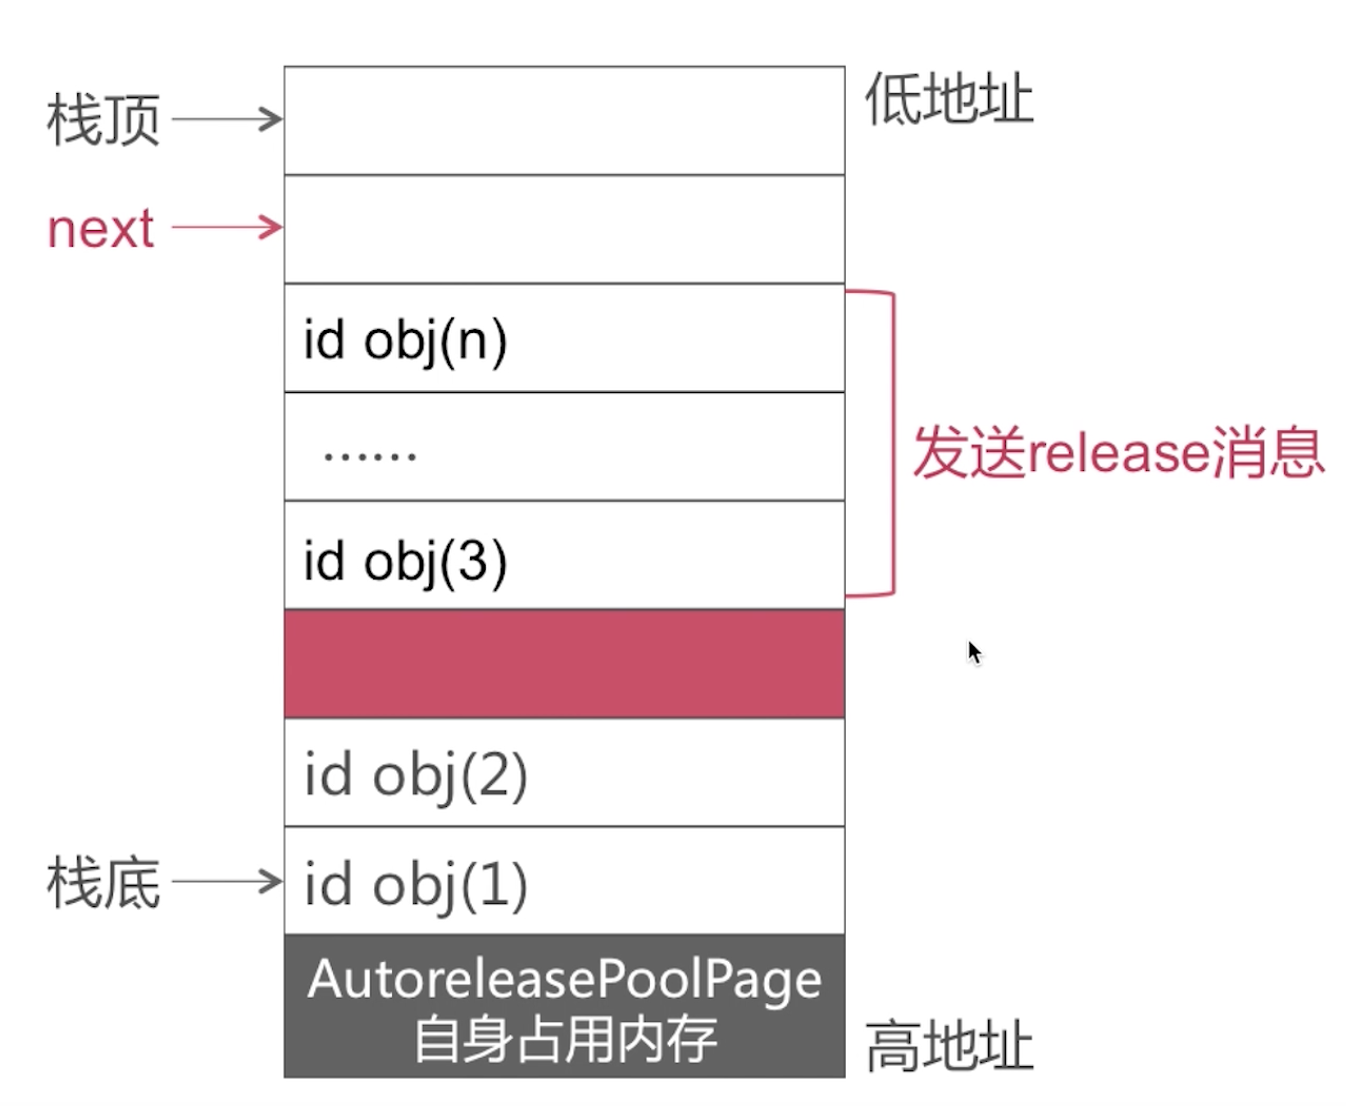 栈顶
低地址
next
id obj(n)
······
发送release消息
id obj(3)
id obj(2)
栈底
id obj(1)
AutoreleasePoolPage
自身占用内存
高地址